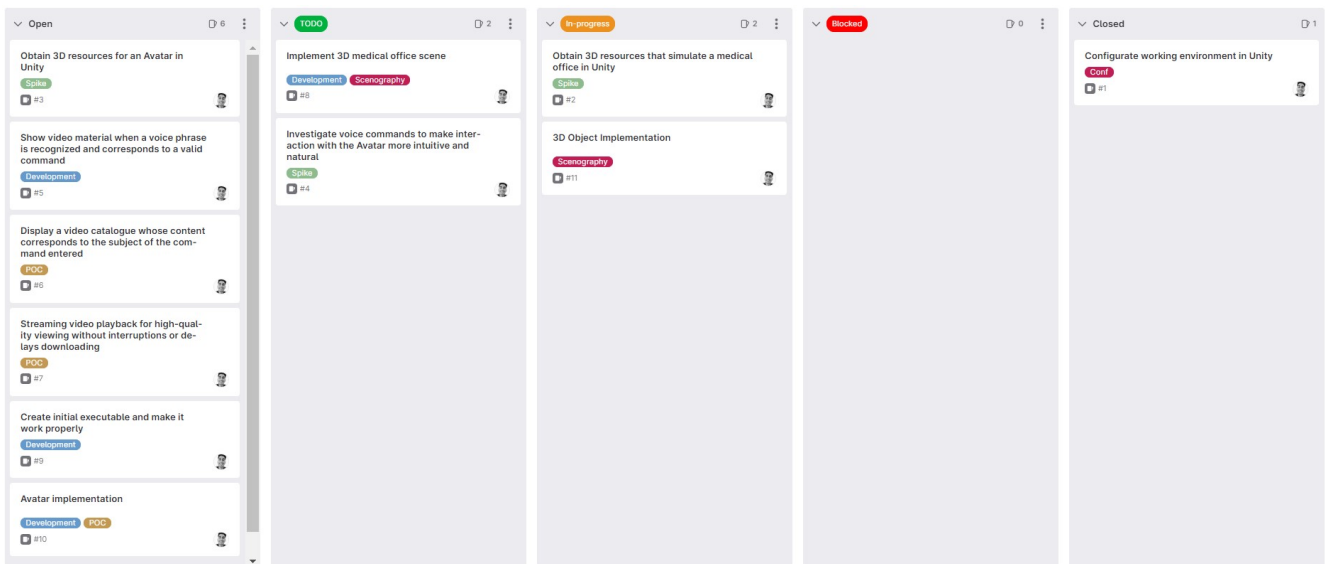 Open 6
Obtain 3D resources for an Avatar in
Unity
Spike
#3
Show video material when a voice phrase
is recognized and corresponds to a valid
command
Development
#5
Display a video catalogue whose content
corresponds to the subject of the com-
mand entered
POC
#6
Streaming video playback for high-qual-
ity viewing without interruptions or de-
lays downloading
POC
#7
Create initial executable and make it
work properly
Development
#9
Avatar implementation
Development POC
#10
TODO 2
Implement 3D medical office scene
Development Scenography
#8
Investigate voice commands to make inter-
action with the Avatar more intuitive and
natural
Spike
#4
In-progress 2
Obtain 3D resources that simulate a medical
office in Unity
Spike
#2
3D Object Implementation
Scenography
#11
Blocked 0
Closed 1
Configurate working environment in Unity
Conf
#1